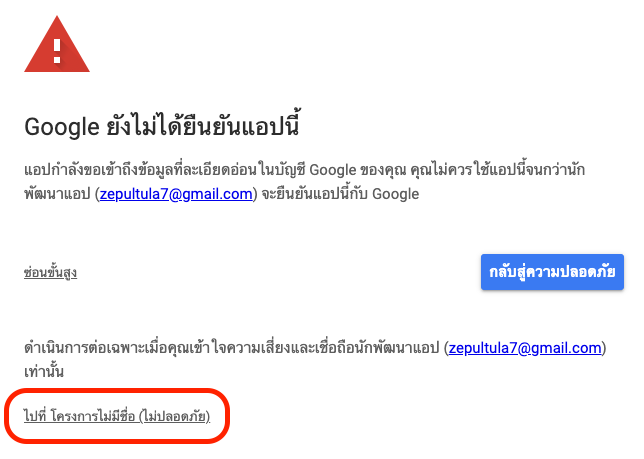 Google ยังไม่ได้ยืนยันแอปนี้
แอปกำลังขอเข้าถึงข้อมูลที่ละเอียดอ่อนในบัญชี Google ของคุณ คุณไม่ควรใช้แอปนี้จนกว่านัก
พัฒนาแอป (zepultula7@gmail.com) จะยืนยันแอปนี้กับ Google
ซ่อนขั้นสูง
กลับสู่ความปลอดภัย
ดำเนินการต่อเฉพาะเมื่อคุณเข้าใจความเสี่ยงและเชื่อถือนักพัฒนาแอป (zepultula7@gmail.com)
เท่านั้น
ไปที่ โครงการไม่มีชื่อ (ไม่ปลอดภัย)